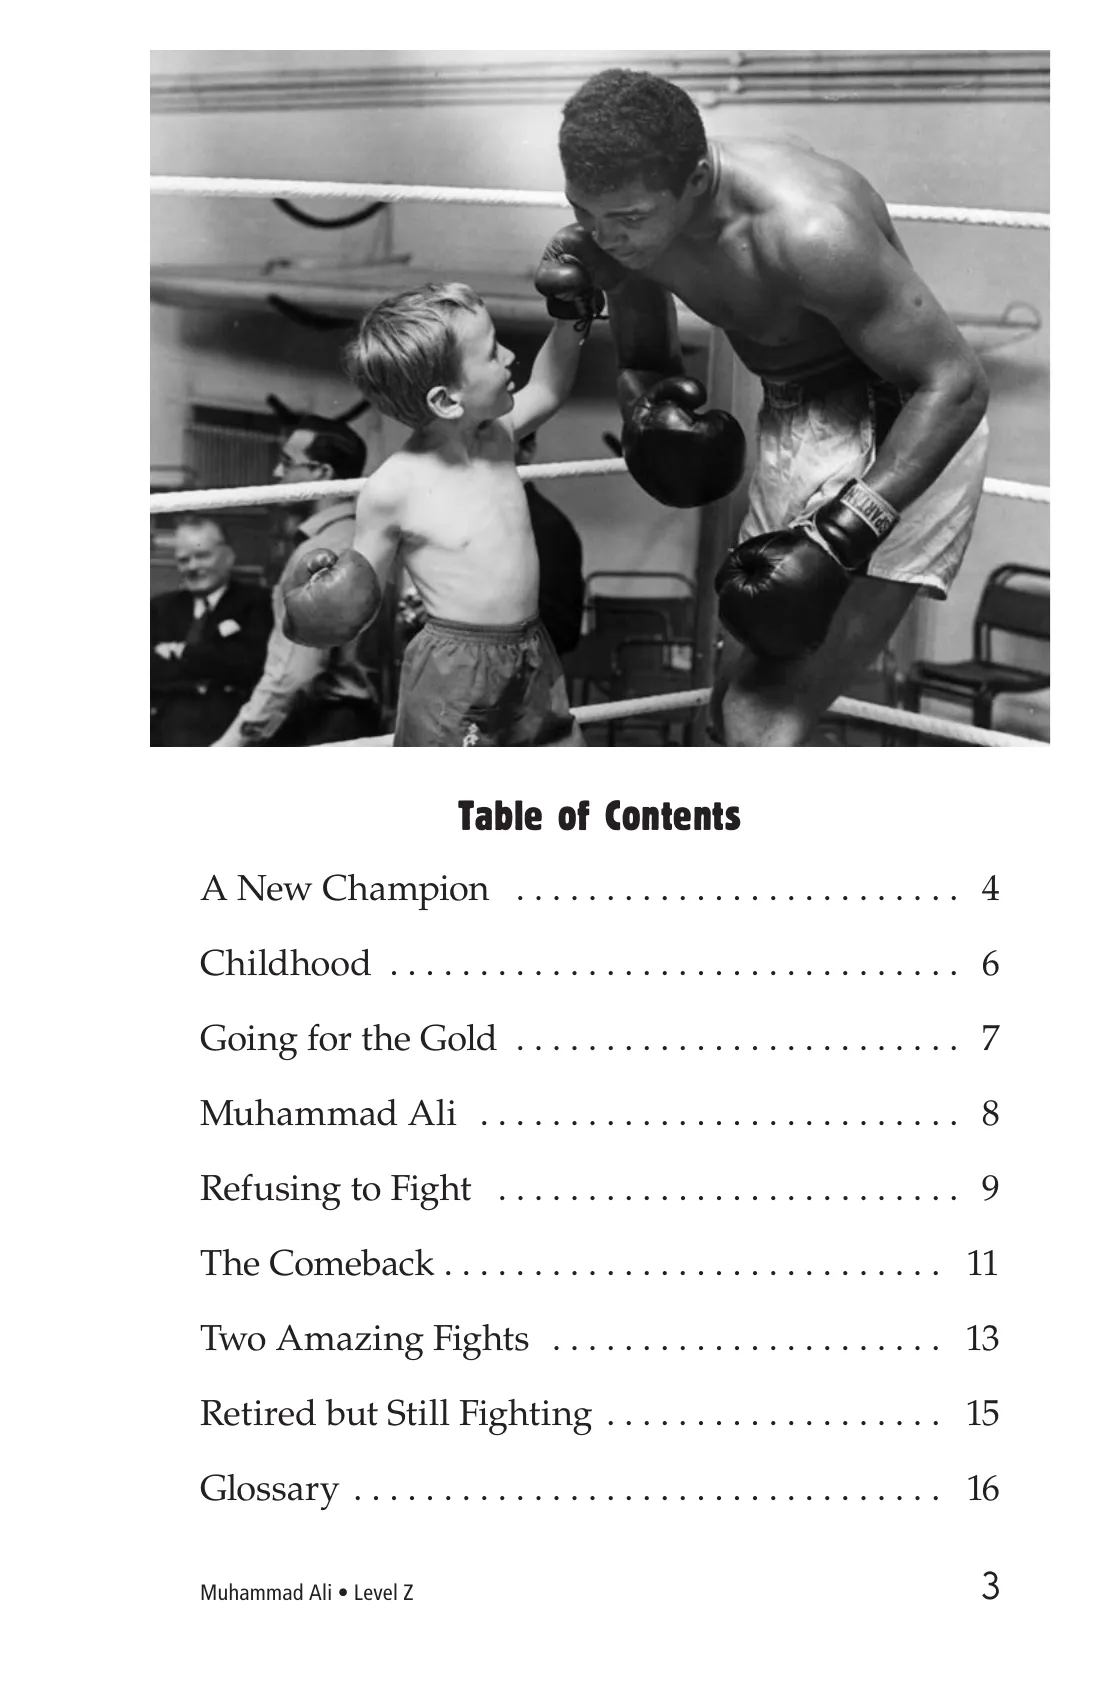 SPARTAN
Table of Contents
A New Champion . . . . . . . . . . . . . . . . . . . . . . . . . 4
Childhood . . . . . . . . . . . . . . . . . . . . . . . . . . . . . . . . 6
Going for the Gold . . . . . . . . . . . . . . . . . . . . . . . . . 7
Muhammad Ali . . . . . . . . . . . . . . . . . . . . . . . . . . . 8
Refusing to Fight . . . . . . . . . . . . . . . . . . . . . . . . . . 9
The Comeback . . . . . . . . . . . . . . . . . . . . . . . . . . . . 11
Two Amazing Fights . . . . . . . . . . . . . . . . . . . . . . 13
Retired but Still Fighting . . . . . . . . . . . . . . . . . . . 15
Glossary . . . . . . . . . . . . . . . . . . . . . . . . . . . . . . . . . 16
Muhammad Ali • Level Z 3